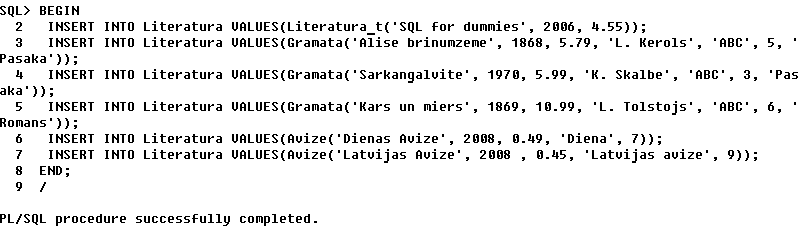 SQL> BEGIN
  2   INSERT INTO Literatura VALUES(Literatura_t('SQL for dummies', 2006, 4.55));
  3   INSERT INTO Literatura VALUES(Gramata('Alise brinumzeme', 1868, 5.79, 'L. Kerols', 'ABC', 5, '
Pasaka'));
  4   INSERT INTO Literatura VALUES(Gramata('Sarkangalvite', 1970, 5.99, 'K. Skalbe', 'ABC', 3, 'Pas
aka'));
  5   INSERT INTO Literatura VALUES(Gramata('Kars un miers', 1869, 10.99, 'L. Tolstojs', 'ABC', 6, '
Romans'));
  6   INSERT INTO Literatura VALUES(Avize('Dienas Avize', 2008, 0.49, 'Diena', 7));
  7   INSERT INTO Literatura VALUES(Avize('Latvijas Avize', 2008 , 0.45, 'Latvijas avize', 9));
  8  END;
  9  /
PL/SQL procedure successfully completed.